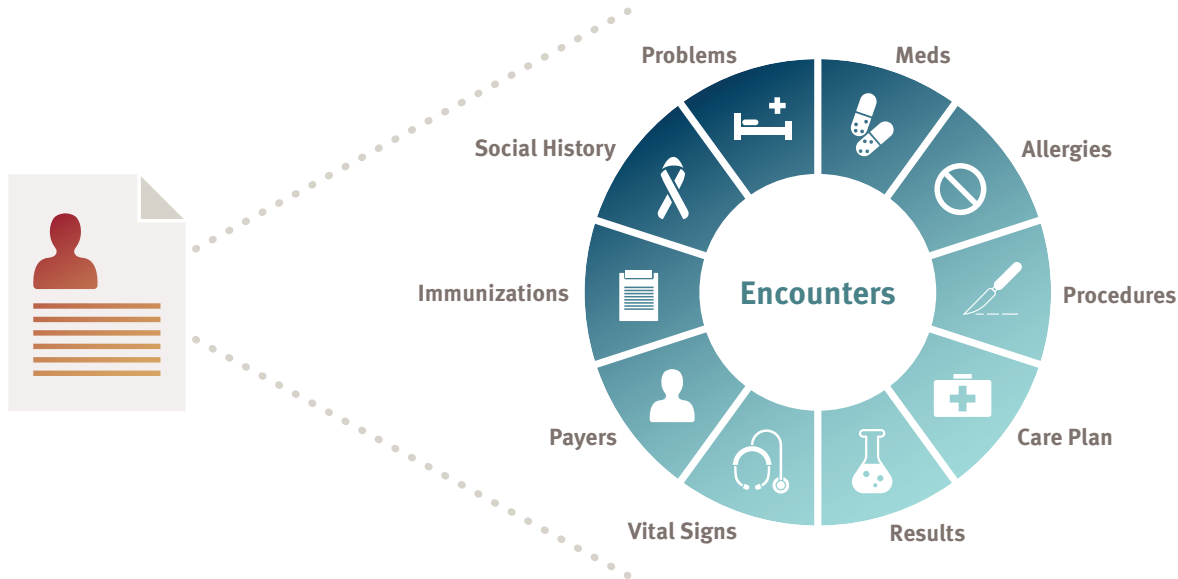 Problems
Meds
Social History
Allergies
Immunizations
Encounters
Procedures
Payers
Care Plan
Vital Signs
Results